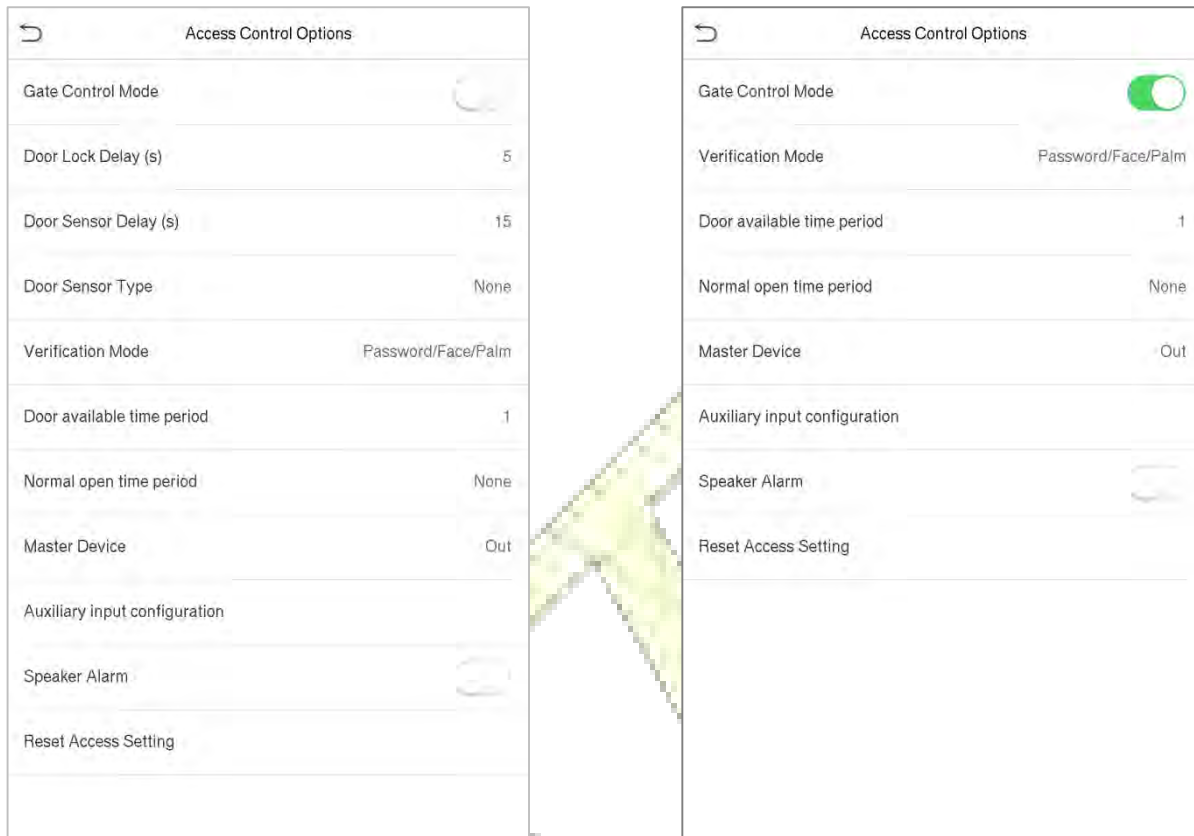 Access Control Options
Gate Control Mode
Door Lock Delay (s) 5
Door Sensor Delay (s) 15
Door Sensor Type None
Verification Mode Password/Face/Palm
Door available time period 1
Normal open time period None
Master Device Out
Auxiliary input configuration
Speaker Alarm
Reset Access Setting
Access Control Options
Gate Control Mode
Verification Mode Password/Face/Palm
Door available time period 1
Normal open time period None
Master Device Out
Auxiliary input configuration
Speaker Alarm
Reset Access Setting